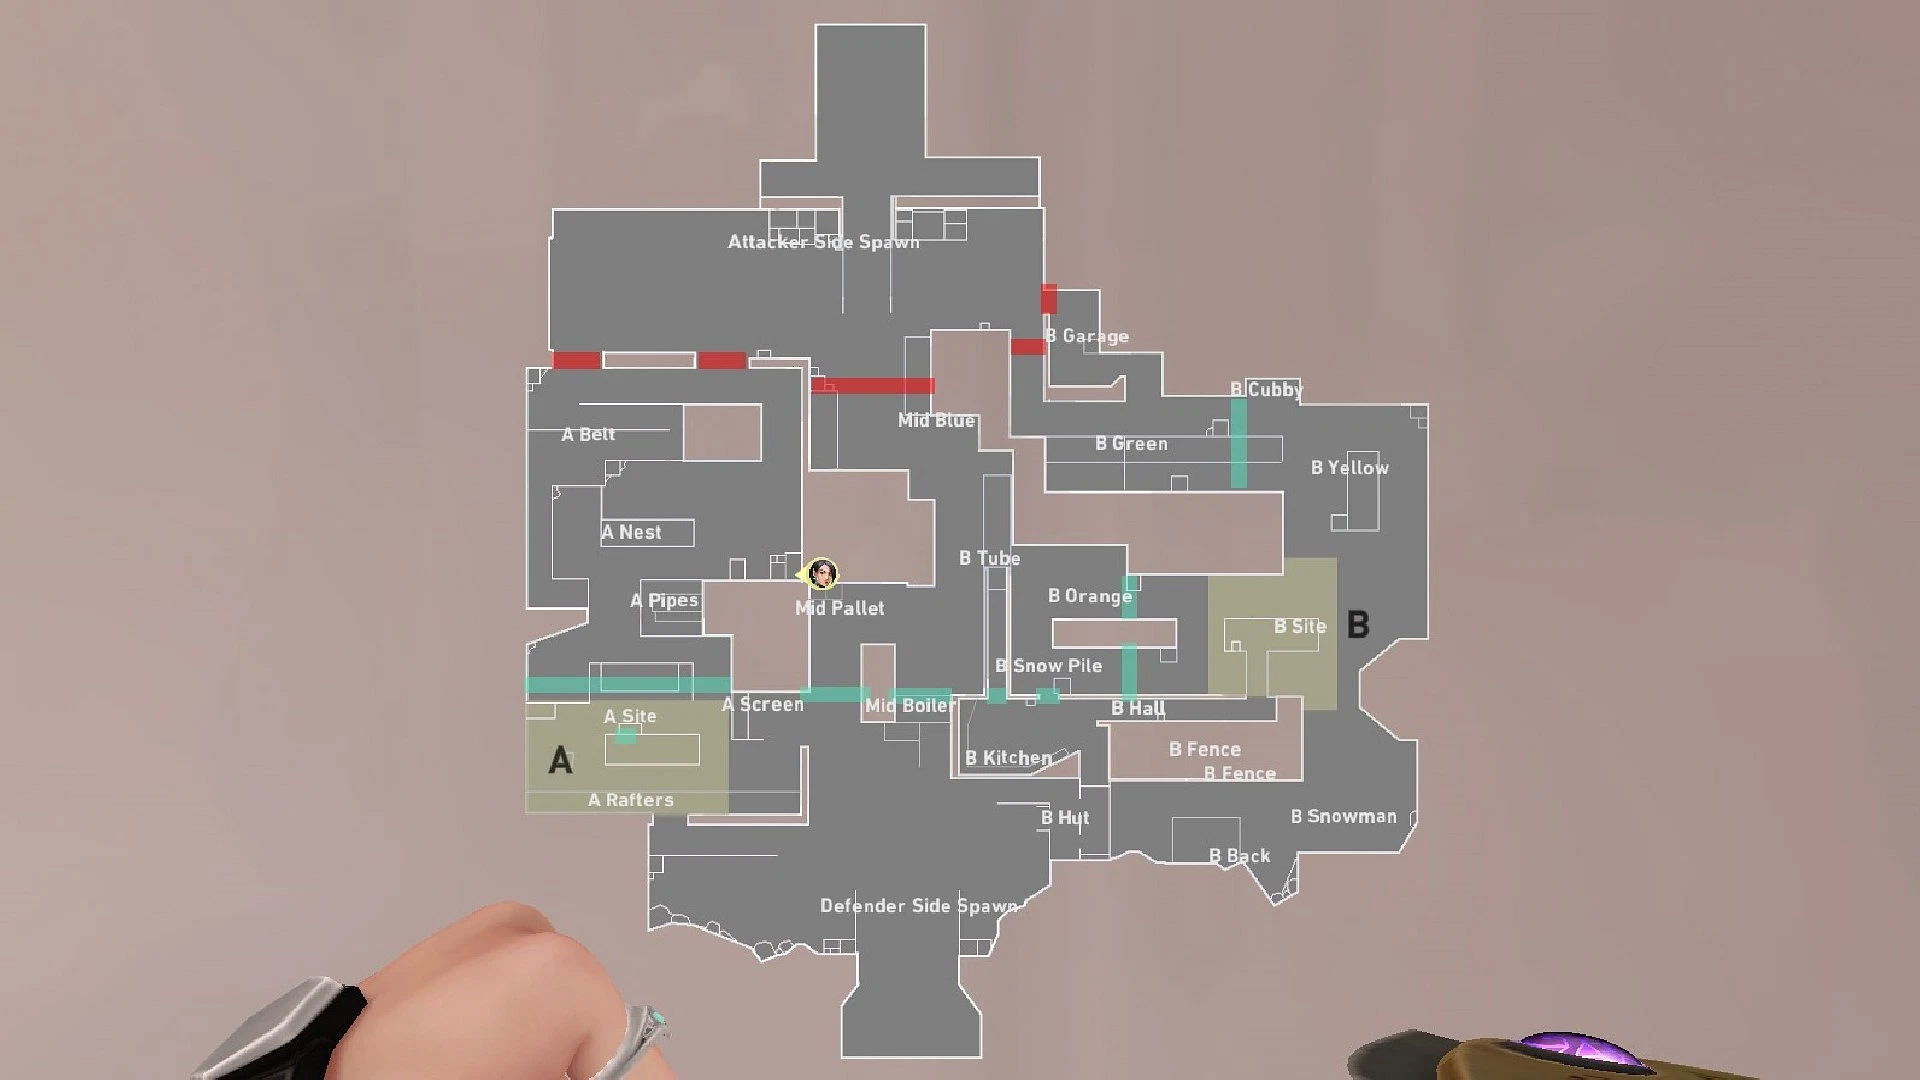 Attacker Side Spawn
B Garage
B Cubby
Mid Blue
A Belt
B Green
B Yellow
A Nest
B Tube
B Orange
A Pipes
Mid Pallet
B Site
B
B Snow Pile
A Screen
Mid Boiler
B Hall
A Site
A
B Kitchen
B Fence
B Fence
A Rafters
B Hut
B Snowman
B Back
Defender Side Spawn